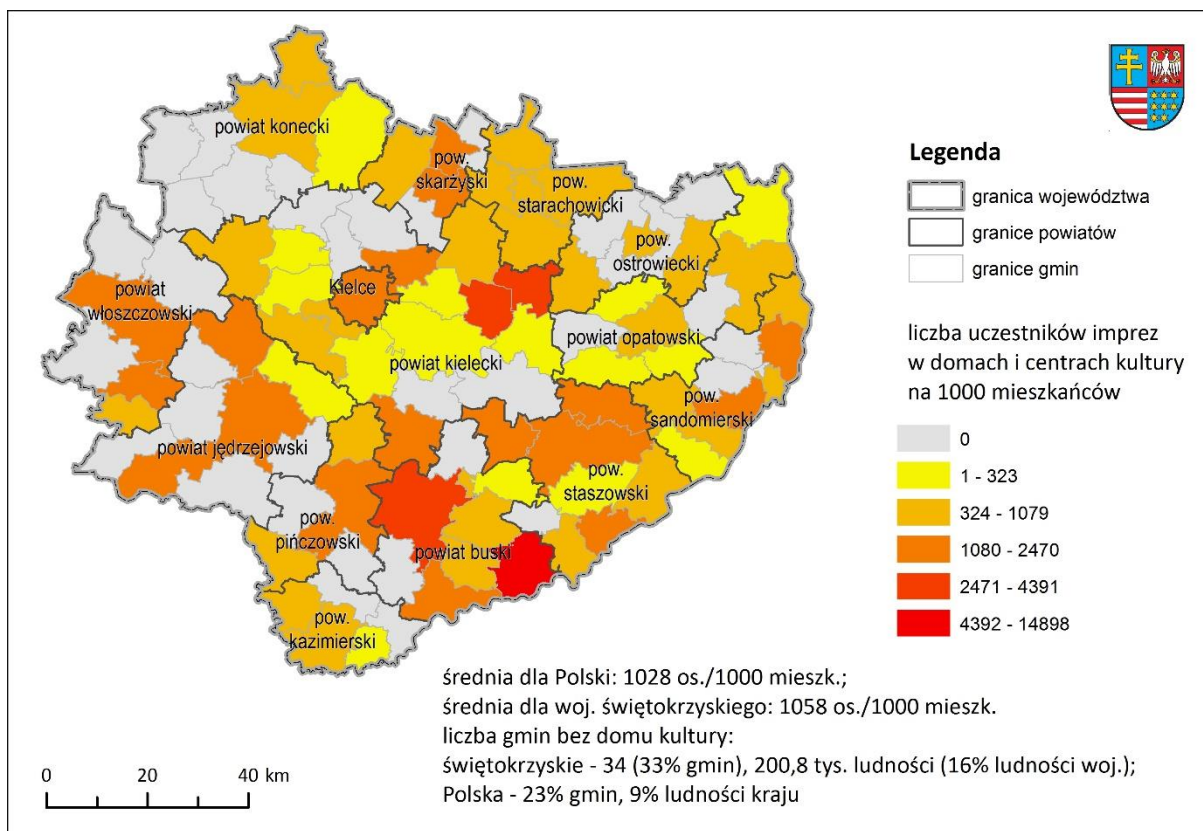 powiat konecki
pow.
skarżyski
pow.
starachowicki
pow.
ostrowiecki
powiat
włoszczowski
Kielce
powiat opatowski
powiat kielecki
pow.
sandomierski
powiat jędrzejowski
pow.
staszowski
pow.
pińczowski
powiat buski
pow.
kazimierski
Legenda
granica województwa
granice powiatów
granice gmin
liczba uczestników imprez
w domach i centrach kultury
na 1000 mieszkańców
0
1 - 323
324 - 1079
1080 - 2470
2471 - 4391
4392 - 14898
średnia dla Polski: 1028 os./1000 mieszk.;
średnia dla woj. świętokrzyskiego: 1058 os./1000 mieszk.
liczba gmin bez domu kultury:
świętokrzyskie - 34 (33% gmin), 200,8 tys. ludności (16% ludności woj.);
Polska - 23% gmin, 9% ludności kraju
0 20 40 km